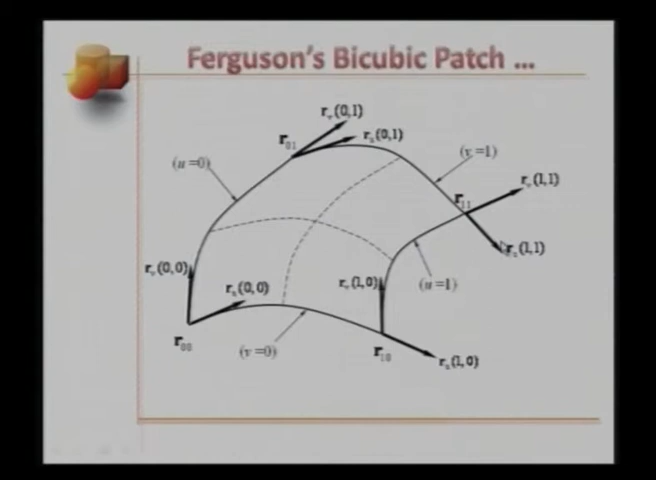 Ferguson's Bicubic Patch ...
r_v(0,1)
r_01
r_u(0,1)
(u=0)
(v=1)
r_v(1,1)
r_11
r_u(1,1)
r_v(0,0)
r_u(0,0)
r_v(1,0)
(u=1)
r_00
(v=0)
r_10
r_u(1,0)